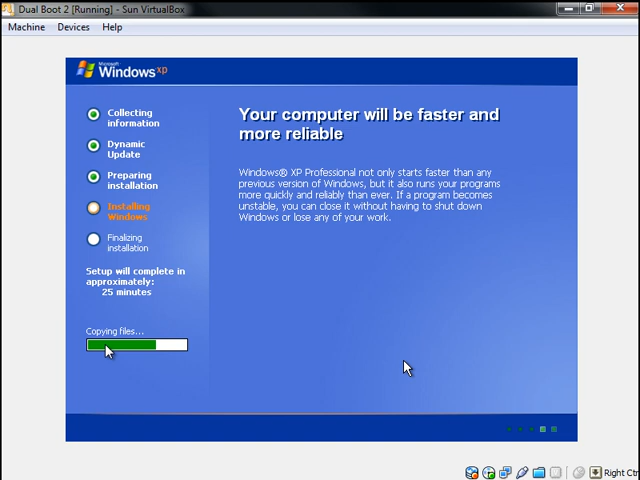 Dual Boot 2 [Running] - Sun VirtualBox
Machine Devices Help
Microsoft
Windows xp
Collecting
information
Dynamic
Update
Preparing
installation
Installing
Windows
Finalizing
installation
Setup will complete in
approximately:
25 minutes
Copying files...
Your computer will be faster and
more reliable
Windows® XP Professional not only starts faster than any
previous version of Windows, but it also runs your programs
more quickly and reliably than ever. If a program becomes
unstable, you can close it without having to shut down
Windows or lose any of your work.
Right Ctrl